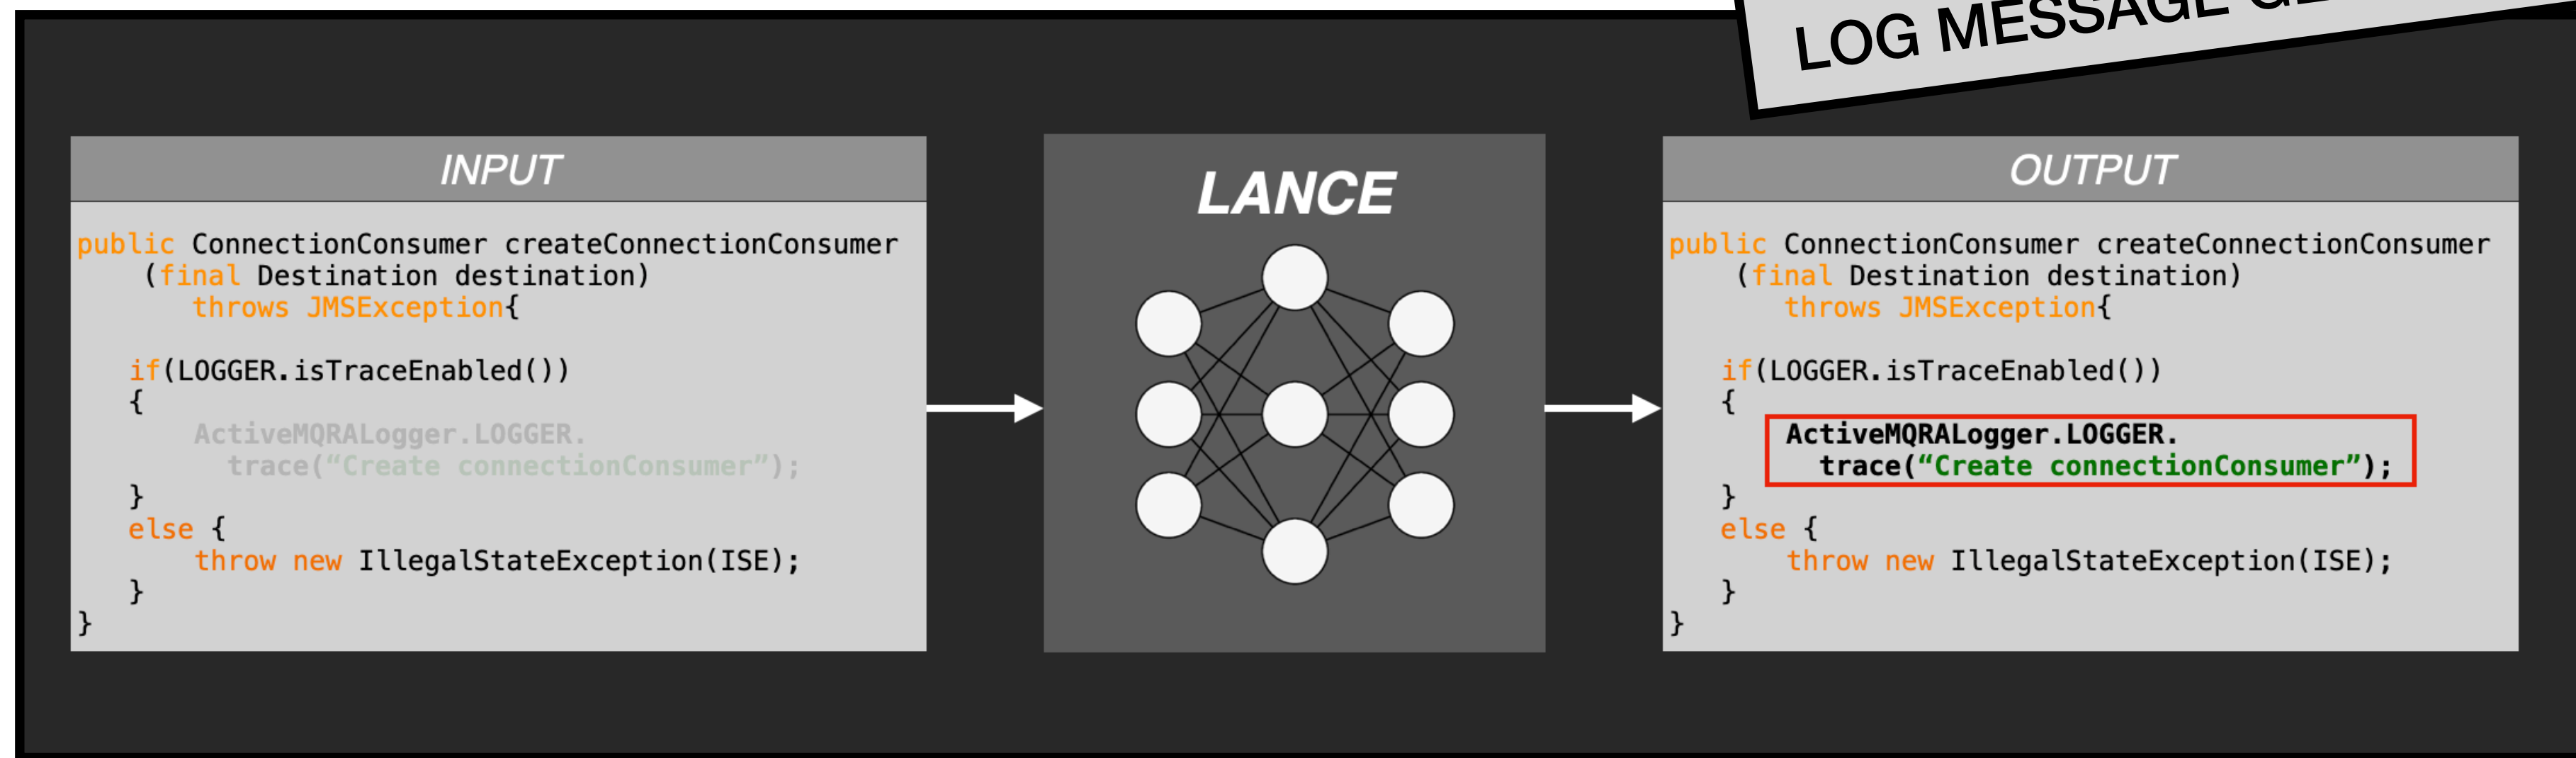 LOG MESSAGE
INPUT
public ConnectionConsumer createConnectionConsumer
(final Destination destination)
throws JMSException{
if(LOGGER.isTraceEnabled())
{
ActiveMQRALogger.LOGGER.
trace(“Create connectionConsumer”);
}
else {
throw new IllegalStateException(ISE);
}
}
LANCE
OUTPUT
public ConnectionConsumer createConnectionConsumer
(final Destination destination)
throws JMSException{
if(LOGGER.isTraceEnabled())
{
ActiveMQRALogger.LOGGER.
trace(“Create connectionConsumer”);
}
else {
throw new IllegalStateException(ISE);
}
}